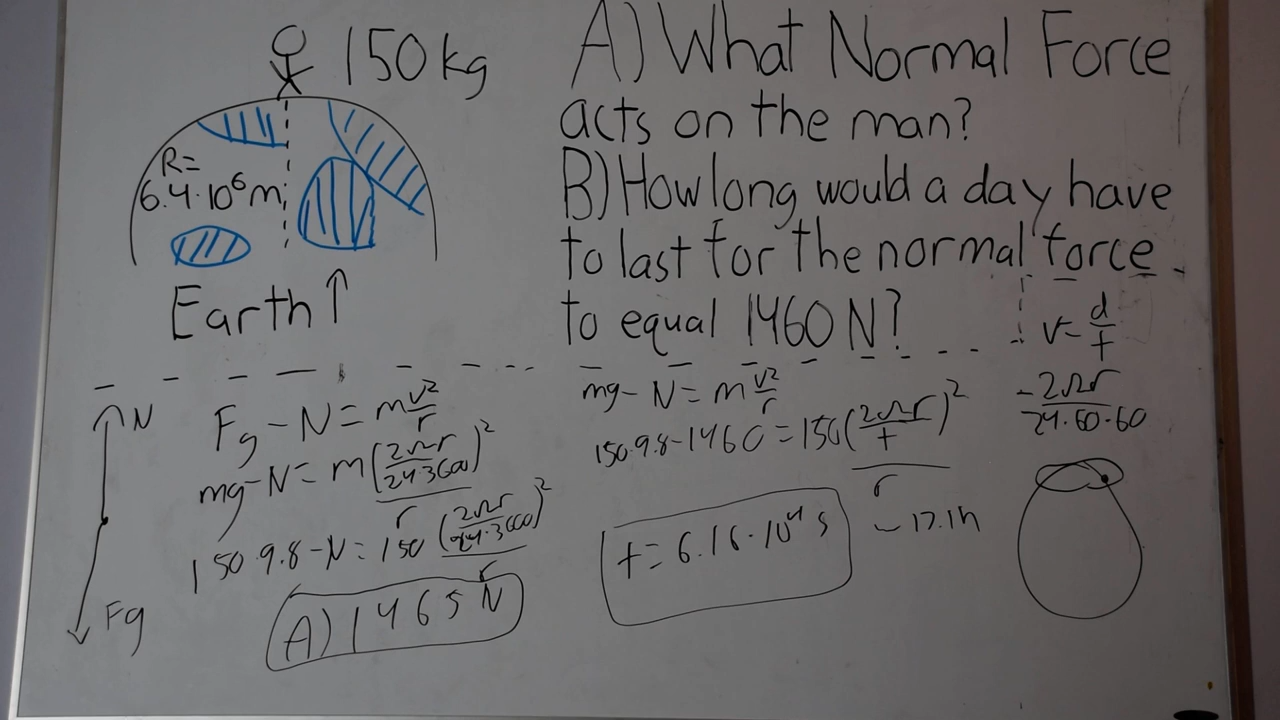 150 kg
R=
6.4·10⁶ m
Earth ↑
A) What Normal Force
acts on the man?
B) How long would a day have
to last for the normal force
to equal 1460 N?
v = d/t
N
Fg
Fg - N = m v²/r
mg - N = m (2πr/24·3600)²/r
150·9.8 - N = 150 (2πr/24·3600)²/r
A) 1465 N
mg - N = m v²/r
150·9.8 - 1460 = 150 (2πr/t)²/r
t = 6.16·10⁴ s
~ 17.1h
- 2πr/24·60·60